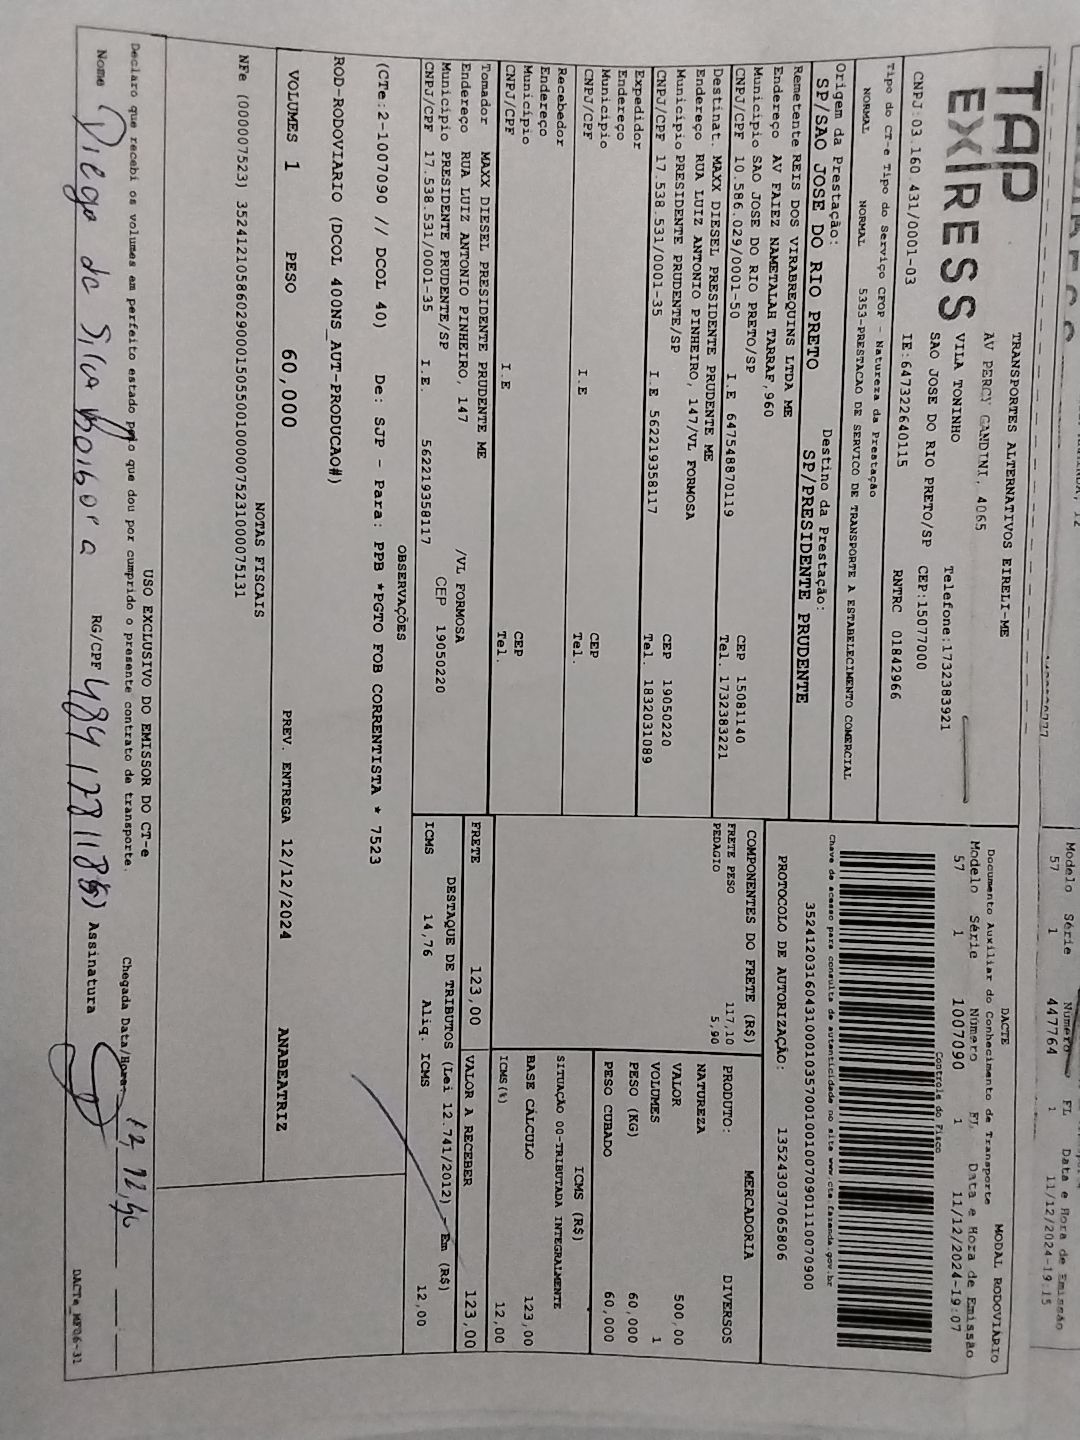 Modelo Série Número FL Data e Hora de Emissão
57 1 447764 1 11/12/2024-19:15
TAP
EXPRESS
TRANSPORTES ALTERNATIVOS EIRELI-ME
AV PERCY GANDINI, 4065
VILA TONINHO Telefone:1732383921
SAO JOSE DO RIO PRETO/SP CEP:15077000
CNPJ:03.160.431/0001-03 IE:647322640115 RNTRC 01842966
DACTE MODAL RODOVIÁRIO
Documento Auxiliar do Conhecimento de Transporte
Modelo Série Número FL Data e Hora de Emissão
57 1 1007090 1 11/12/2024-19:07
Controle do Fisco
Tipo do CT-e Tipo do Serviço CFOP - Natureza da Prestação
NORMAL NORMAL 5353-PRESTACAO DE SERVICO DE TRANSPORTE A ESTABELECIMENTO COMERCIAL
Chave de acesso para consulta de autenticidade no site www.cte.fazenda.gov.br
Origem da Prestação: Destino da Prestação:
SP/SAO JOSE DO RIO PRETO SP/PRESIDENTE PRUDENTE
PROTOCOLO DE AUTORIZAÇÃO: 135243037065806
Remetente REIS DOS VIRABREQUINS LTDA ME
Endereço AV FAIEZ NAMETALAH TARRAF,960
Município SAO JOSE DO RIO PRETO/SP CEP 15081140
CNPJ/CPF 10.586.029/0001-50 I.E 647548870119 Tel. 1732383221
Destinat. MAXX DIESEL PRESIDENTE PRUDENTE ME
Endereço RUA LUIZ ANTONIO PINHEIRO, 147/VL FORMOSA
Município PRESIDENTE PRUDENTE/SP CEP 19050220
CNPJ/CPF 17.538.531/0001-35 I.E 562219358117 Tel. 1832031089
Expedidor
Endereço
Município CEP
CNPJ/CPF I.E Tel.
Recebedor
Endereço
Município CEP
CNPJ/CPF I.E Tel.
Tomador MAXX DIESEL PRESIDENTE PRUDENTE ME
Endereço RUA LUIZ ANTONIO PINHEIRO, 147 /VL FORMOSA
Município PRESIDENTE PRUDENTE/SP CEP 19050220
CNPJ/CPF 17.538.531/0001-35 I.E. 562219358117
COMPONENTES DO FRETE (R$)
FRETE PESO 117,10
PEDAGIO 5,90
PRODUTO: MERCADORIA
NATUREZA DIVERSOS
VALOR 500,00
VOLUMES 1
PESO (KG) 60,000
PESO CUBADO 60,000
ICMS (R$)
SITUAÇÃO 00-TRIBUTADA INTEGRALMENTE
BASE CÁLCULO 123,00
ICMS(%) 12,00
FRETE 123,00 VALOR A RECEBER 123,00
DESTAQUE DE TRIBUTOS (Lei 12.741/2012) - Em (R$)
ICMS 14,76 Aliq. ICMS 12,00
OBSERVAÇÕES
(CTe:2-1007090 // DCOL 40) De: SJP - Para: PPB *PGTO FOB CORRENTISTA * 7523
ROD-RODOVIARIO (DCOL 400NS_AUT-PRODUCAO#)
VOLUMES 1 PESO 60,000 PREV. ENTREGA 12/12/2024 ANABEATRIZ
NOTAS FISCAIS
NFe (000007523)
USO EXCLUSIVO DO EMISSOR DO CT-e
Declaro que recebi os volumes em perfeito estado pelo que dou por cumprido o presente contrato de transporte. Chegada Data/Hora
Nome Diego da Silva RG/CPF Assinatura